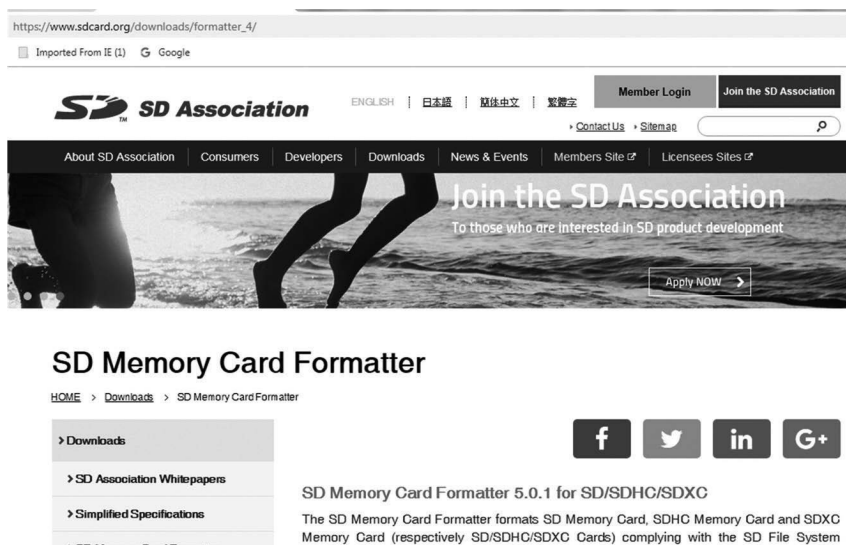 https://www.sdcard.org/downloads/formatter_4/
Imported From IE (1) G Google
SD TM SD Association
ENGLISH 日本語 簡体中文 繁體字
Member Login
Join the SD Association
Contact Us Sitemap
About SD Association Consumers Developers Downloads News & Events Members Site Licensees Sites
Join the SD Association
To those who are interested in SD product development
Apply NOW
SD Memory Card Formatter
HOME > Downloads > SD Memory Card Formatter
> Downloads
f in G+
> SD Association Whitepapers
SD Memory Card Formatter 5.0.1 for SD/SDHC/SDXC
> Simplified Specifications
The SD Memory Card Formatter formats SD Memory Card, SDHC Memory Card and SDXC
Memory Card (respectively SD/SDHC/SDXC Cards) complying with the SD File System